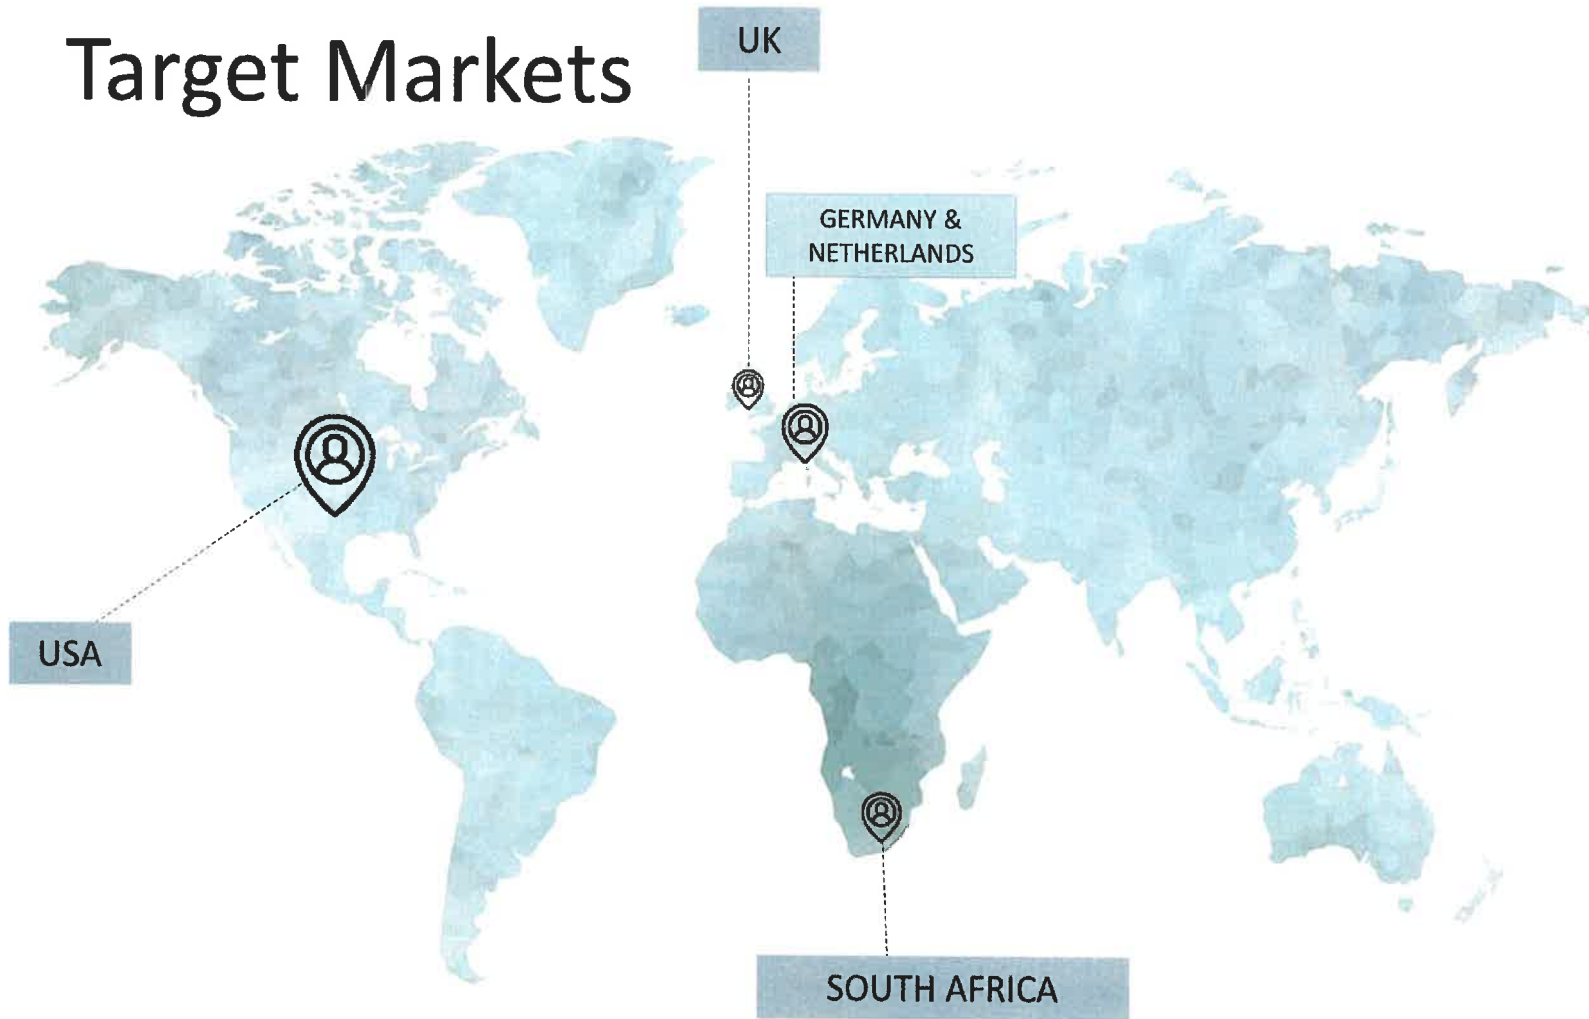 Target Markets
UK
GERMANY &
NETHERLANDS
USA
SOUTH AFRICA